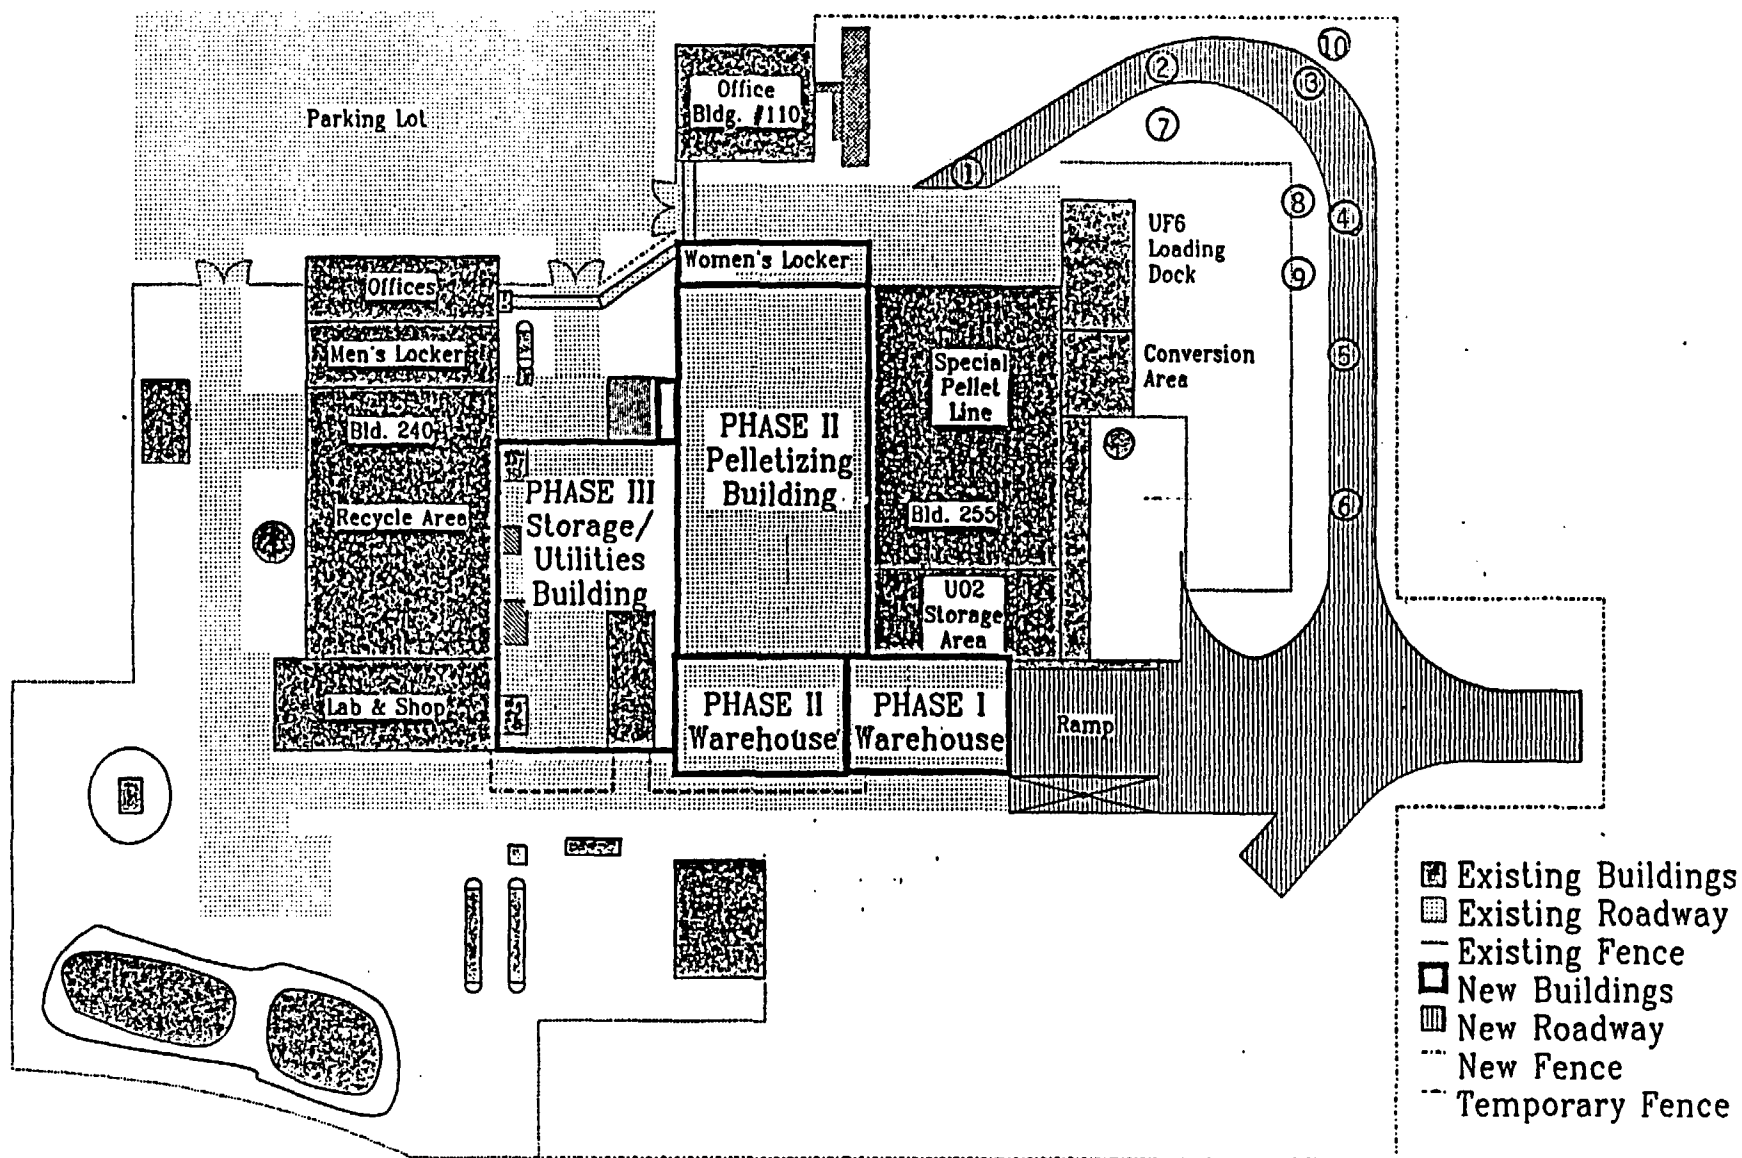 Parking Lot
Office
Bldg. #110
10
2
3
7
1
8
4
9
5
6
UF6
Loading
Dock
Women's Locker
Offices
Men's Locker
Conversion
Area
Special
Pellet
Line
Bld. 240
PHASE II
Pelletizing
Building
PHASE III
Storage/
Utilities
Building
Recycle Area
Bld. 255
UO2
Storage
Area
Lab & Shop
PHASE II
Warehouse
PHASE I
Warehouse
Ramp
Existing Buildings
Existing Roadway
Existing Fence
New Buildings
New Roadway
New Fence
Temporary Fence